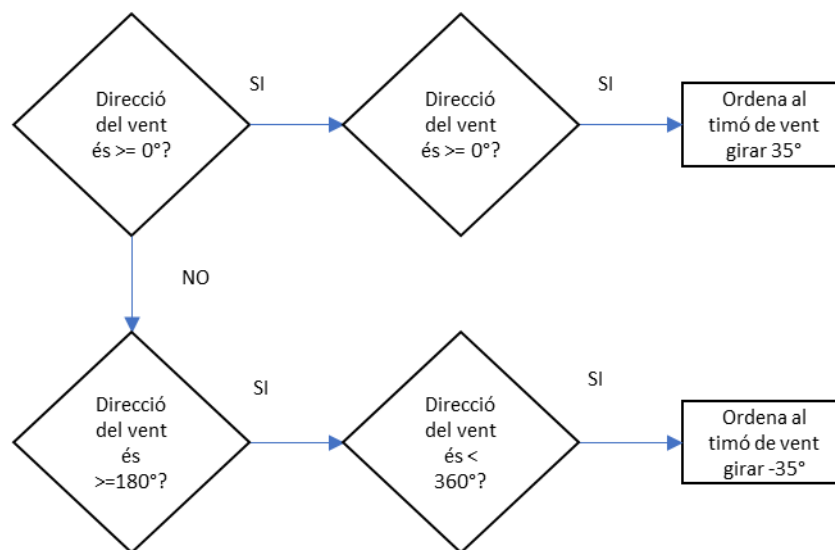 Direcció
del vent
és >= 0°?
SI
Direcció
del vent
és >= 0°?
SI
Ordena al
timó de vent
girar 35°
NO
Direcció
del vent
és
>=180°?
SI
Direcció
del vent
és <
360°?
SI
Ordena al
timó de vent
girar -35°